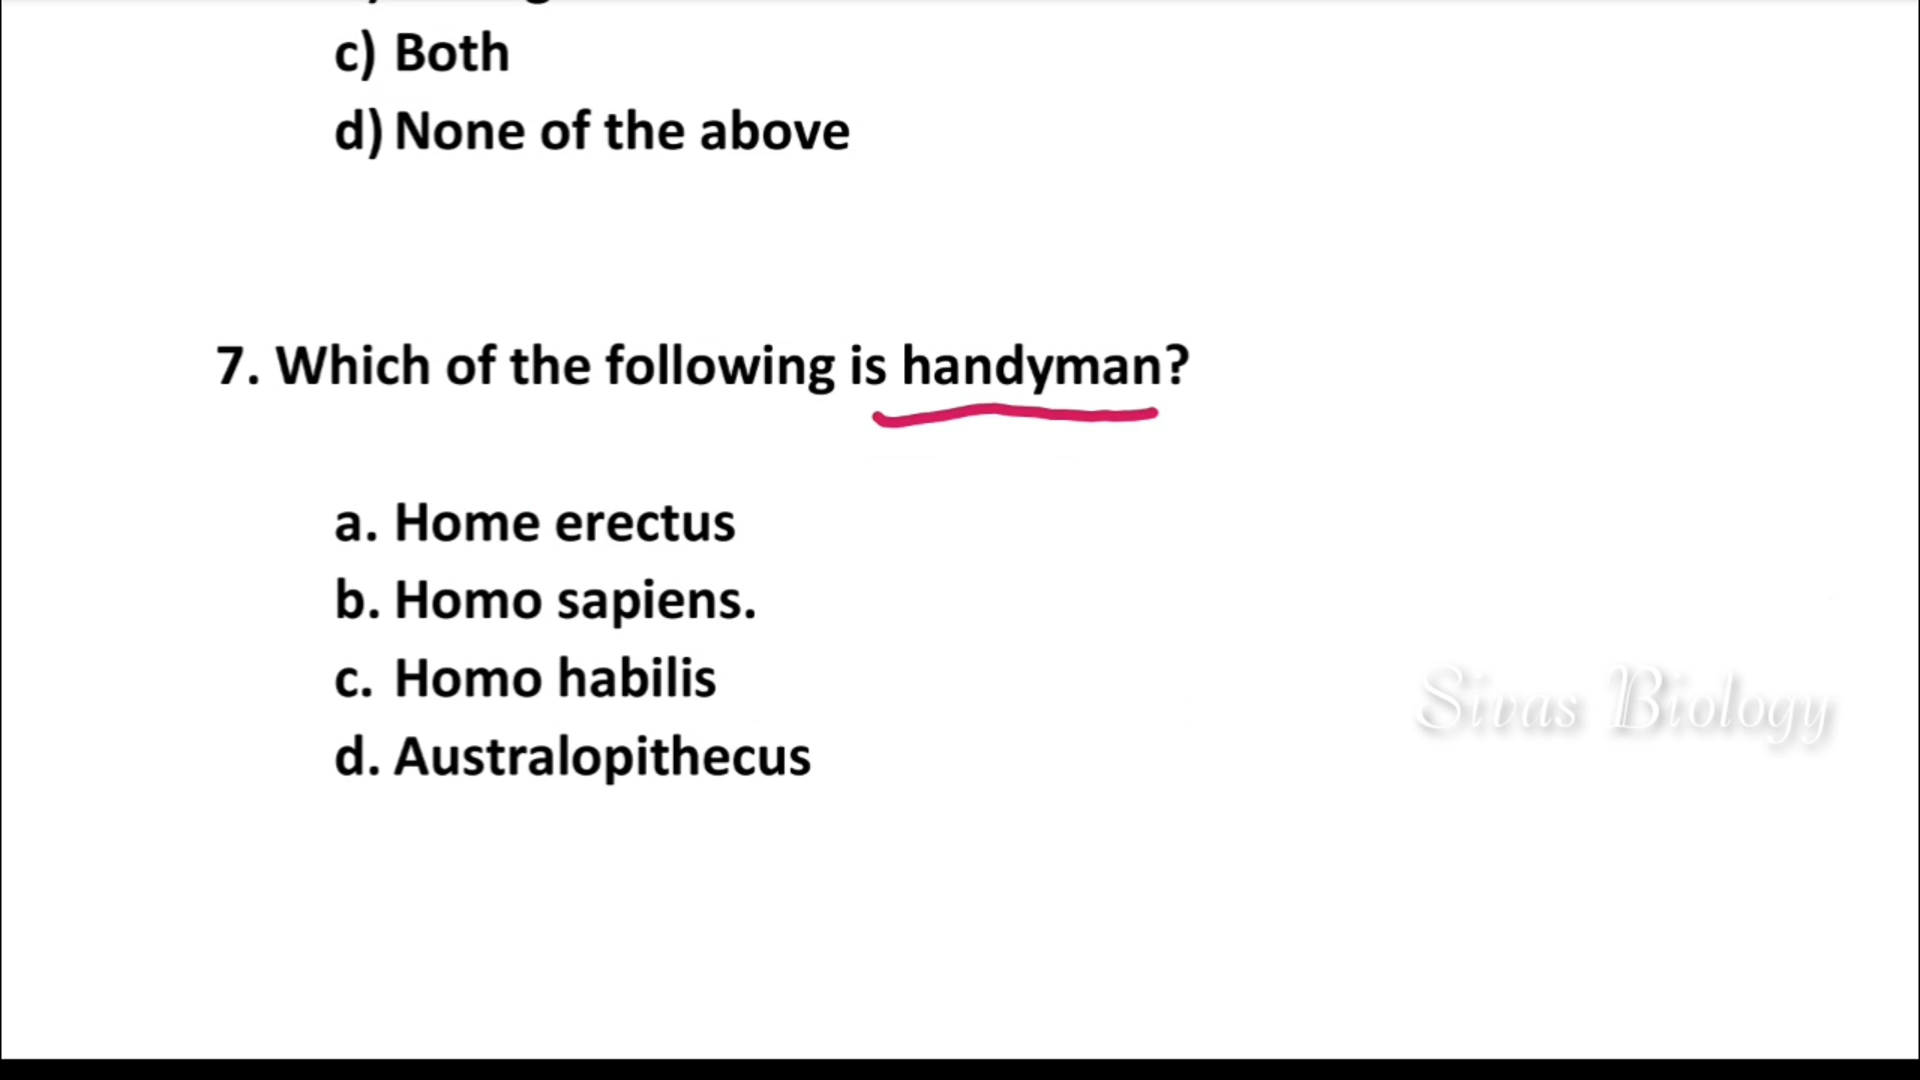 c) Both
d) None of the above
7. Which of the following is handyman?
a. Home erectus
b. Homo sapiens.
c. Homo habilis
d. Australopithecus
Sivas Biology